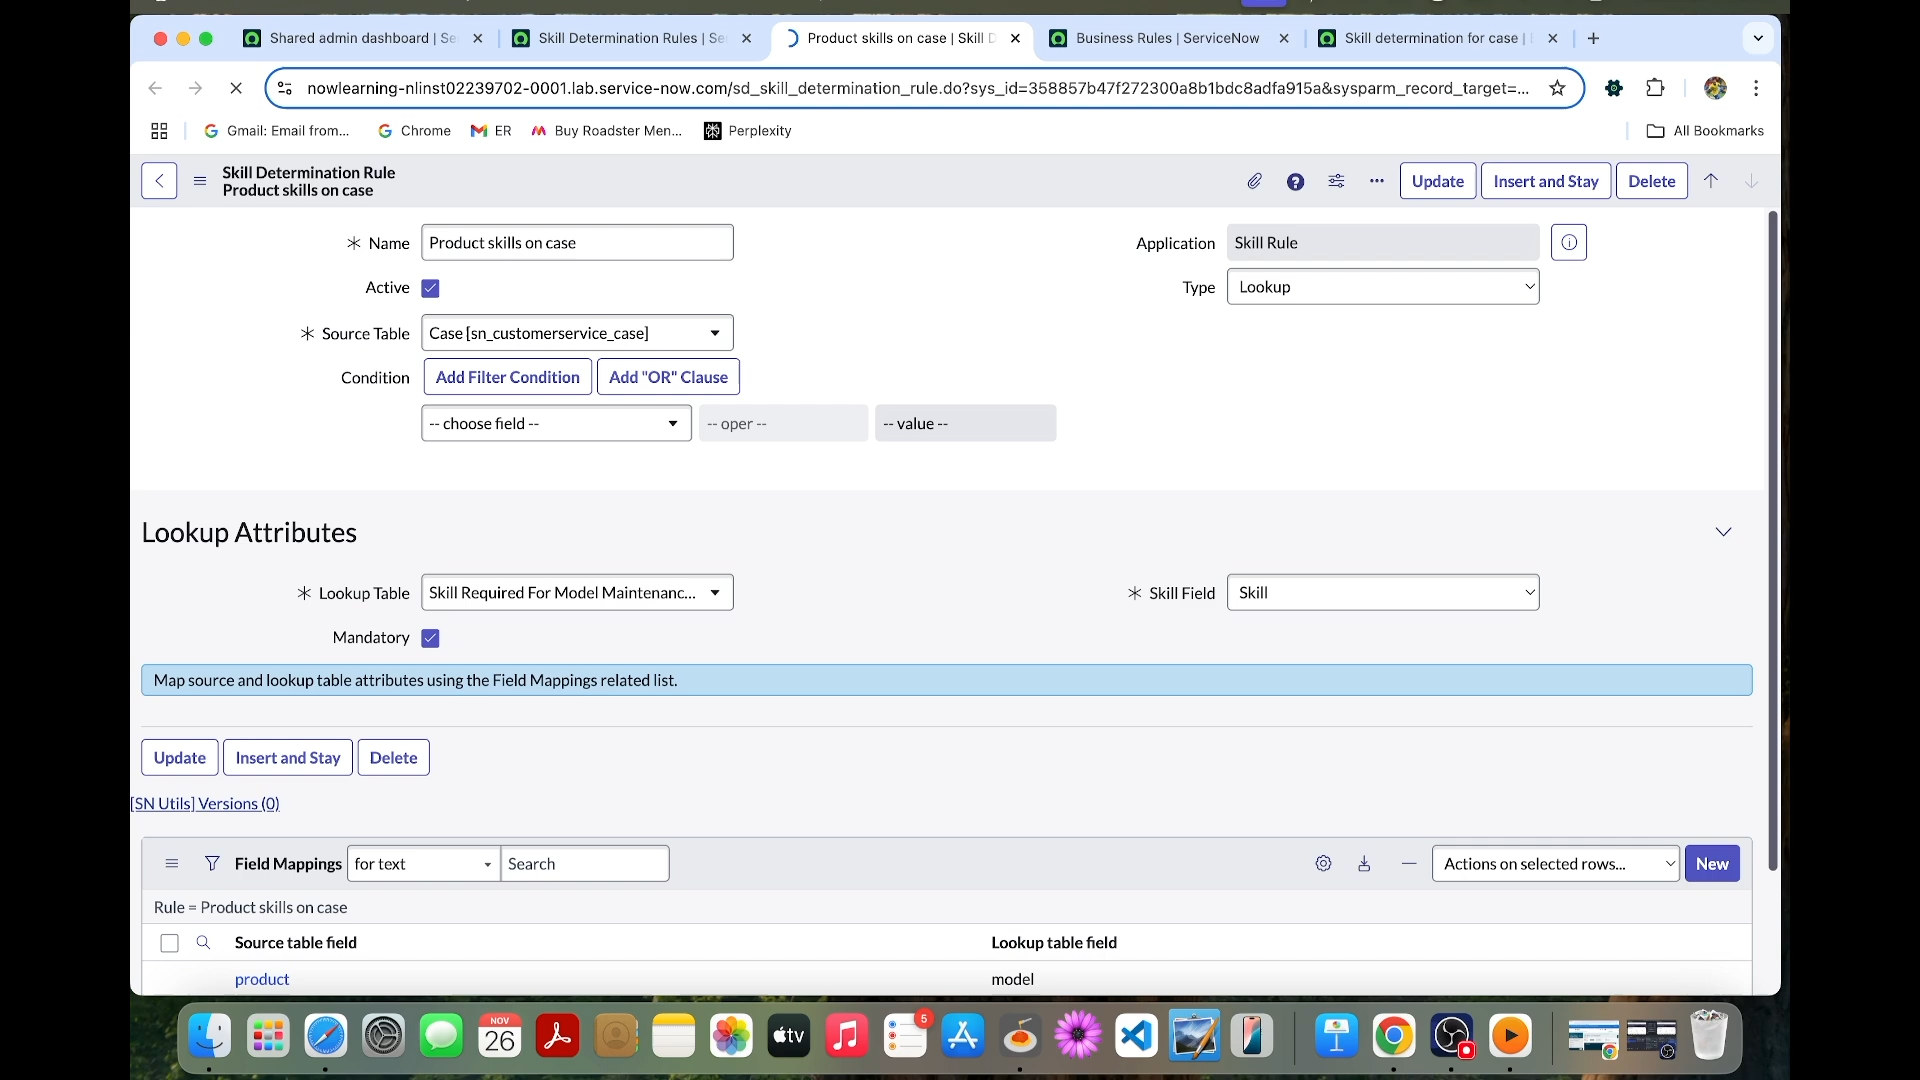 Shared admin dashboard | Se
Skill Determination Rules | Se
Product skills on case | Skill D
Business Rules | ServiceNow
Skill determination for case |
nowlearning-nlinst02239702-0001.lab.service-now.com/sd_skill_determination_rule.do?sys_id=358857b47f272300a8b1bdc8adfa915a&sysparm_record_target=...
Gmail: Email from...
Chrome
ER
Buy Roadster Men...
Perplexity
All Bookmarks
Skill Determination Rule
Product skills on case
Update
Insert and Stay
Delete
Name
Product skills on case
Application
Skill Rule
Active
Type
Lookup
Source Table
Case [sn_customerservice_case]
Condition
Add Filter Condition
Add "OR" Clause
-- choose field --
-- oper --
-- value --
Lookup Attributes
Lookup Table
Skill Required For Model Maintenanc...
Skill Field
Skill
Mandatory
Map source and lookup table attributes using the Field Mappings related list.
Update
Insert and Stay
Delete
[SN Utils] Versions (0)
Field Mappings
for text
Search
Actions on selected rows...
New
Rule = Product skills on case
Source table field
Lookup table field
product
model
NOV
26
tv
5